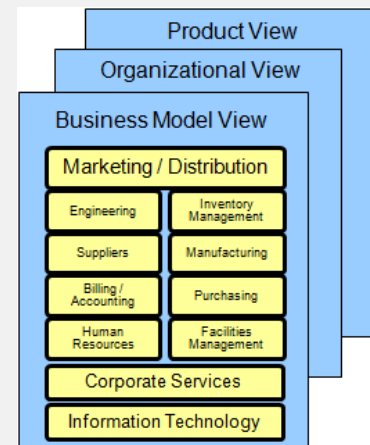 Product View
Organizational View
Business Model View
Marketing / Distribution
Engineering
Inventory
Management
Suppliers
Manufacturing
Billing /
Accounting
Purchasing
Human
Resources
Facilities
Management
Corporate Services
Information Technology